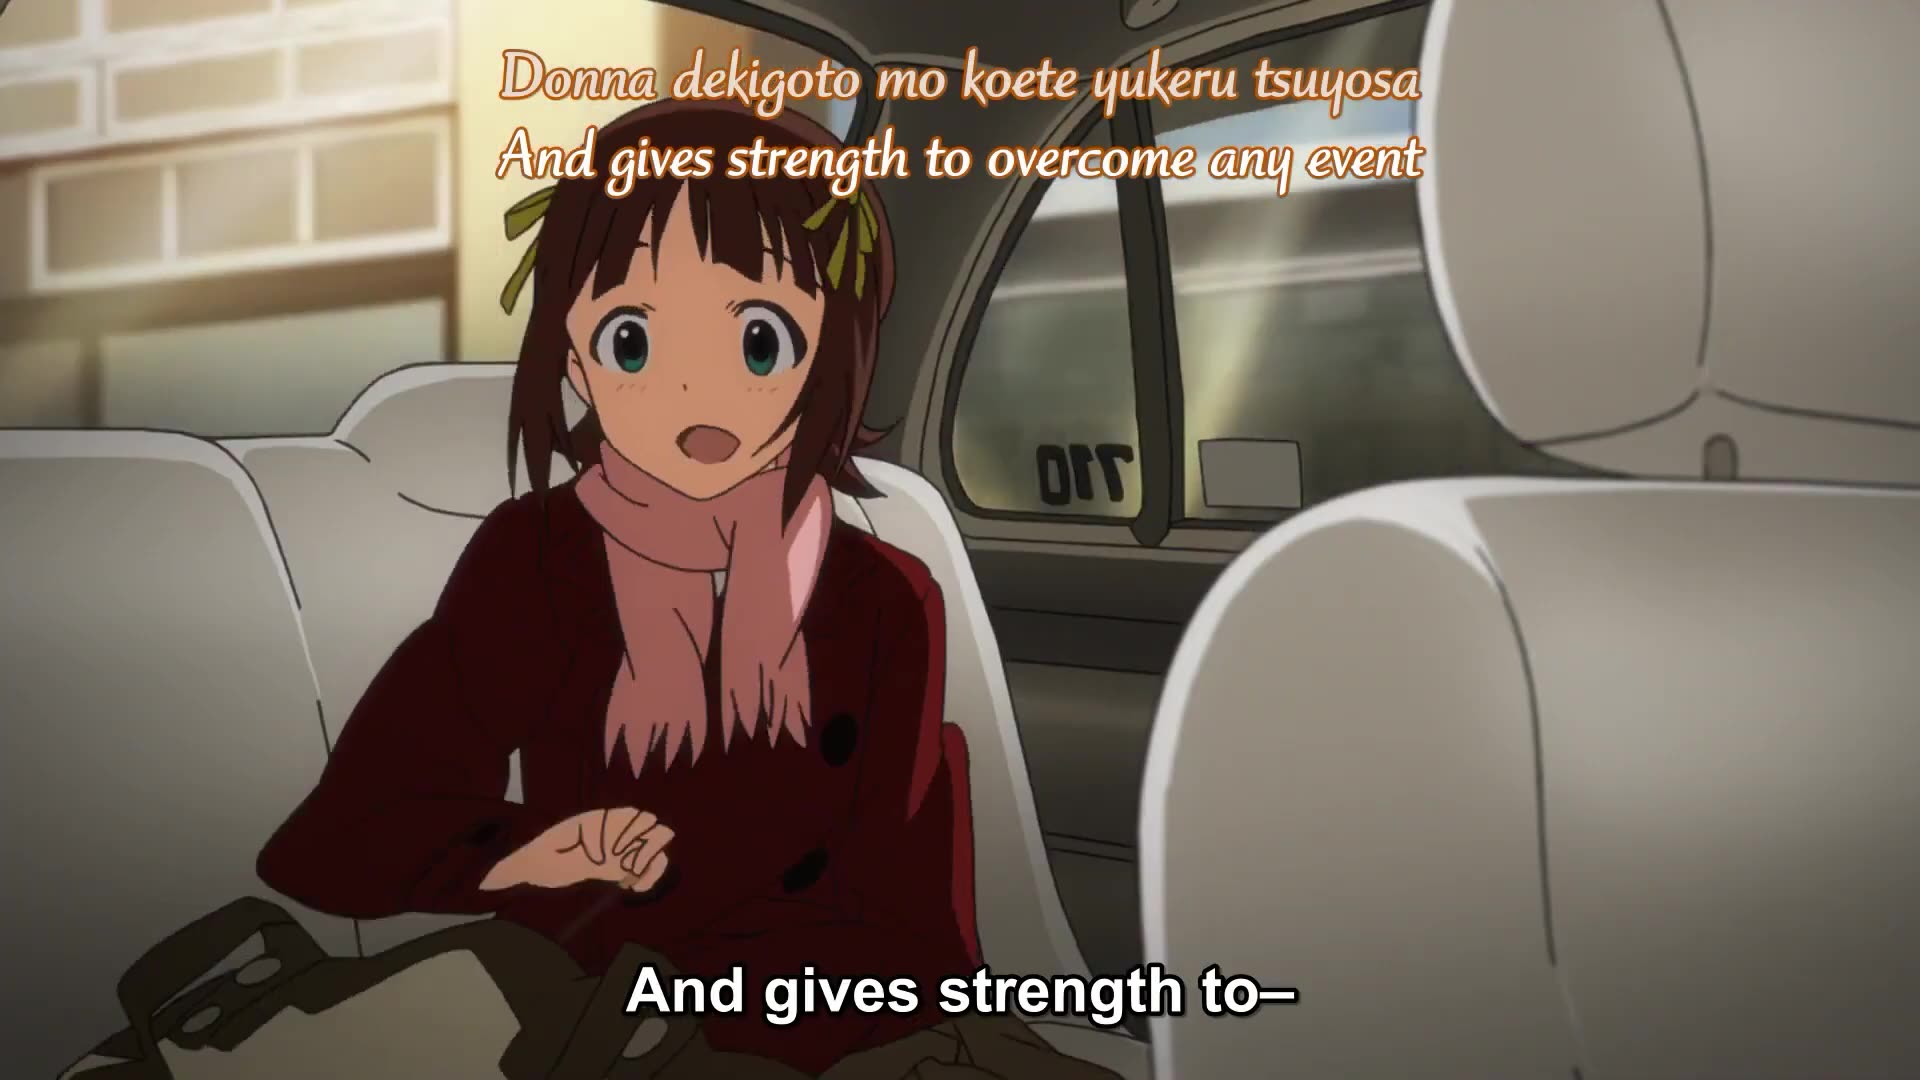 Donna dekigoto mo koete yukeru tsuyosa
And gives strength to overcome any event
710
And gives strength to–